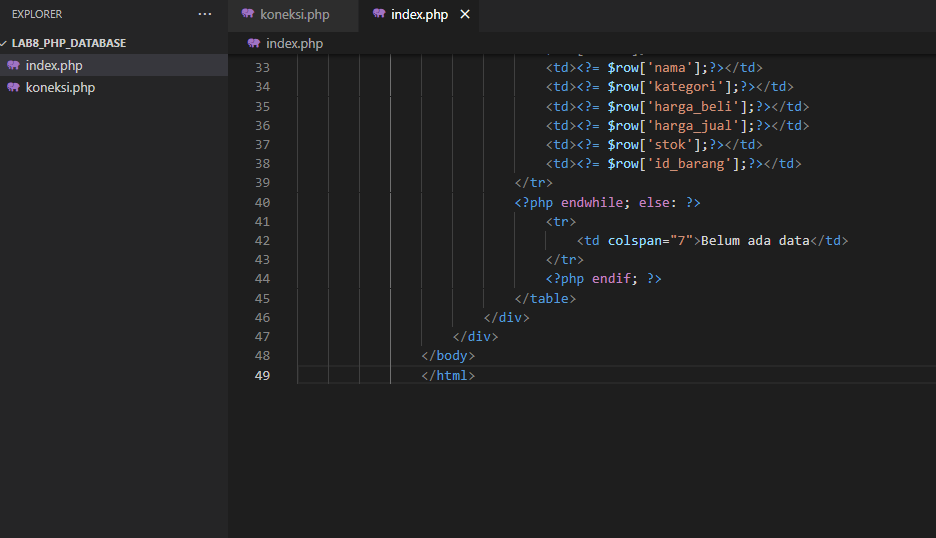 EXPLORER
LAB8_PHP_DATABASE
index.php
koneksi.php
koneksi.php
index.php
index.php
33 <td><?= $row['nama'];?></td>
34 <td><?= $row['kategori'];?></td>
35 <td><?= $row['harga_beli'];?></td>
36 <td><?= $row['harga_jual'];?></td>
37 <td><?= $row['stok'];?></td>
38 <td><?= $row['id_barang'];?></td>
39 </tr>
40 <?php endwhile; else: ?>
41 <tr>
42 <td colspan="7">Belum ada data</td>
43 </tr>
44 <?php endif; ?>
45 </table>
46 </div>
47 </div>
48 </body>
49 </html>